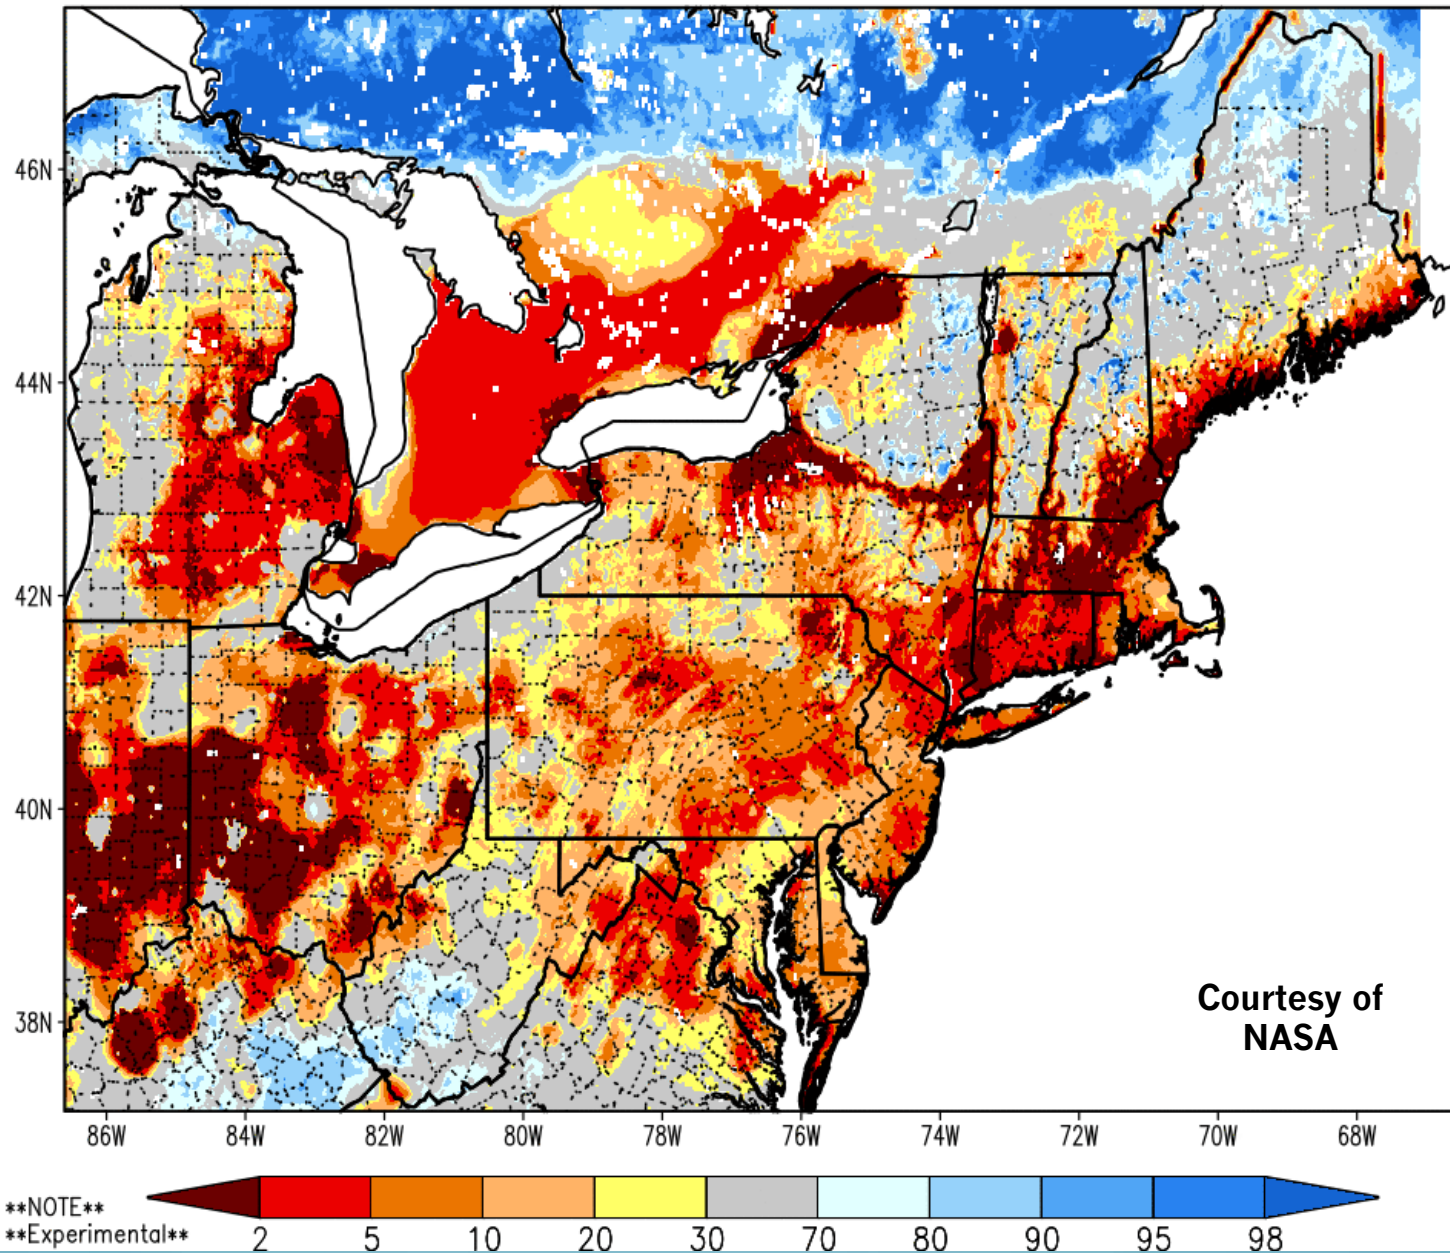 46N
44N
42N
40N
38N
Courtesy of
NASA
86W 84W 82W 80W 78W 76W 74W 72W 70W 68W
**NOTE**
**Experimental** 2 5 10 20 30 70 80 90 95 98